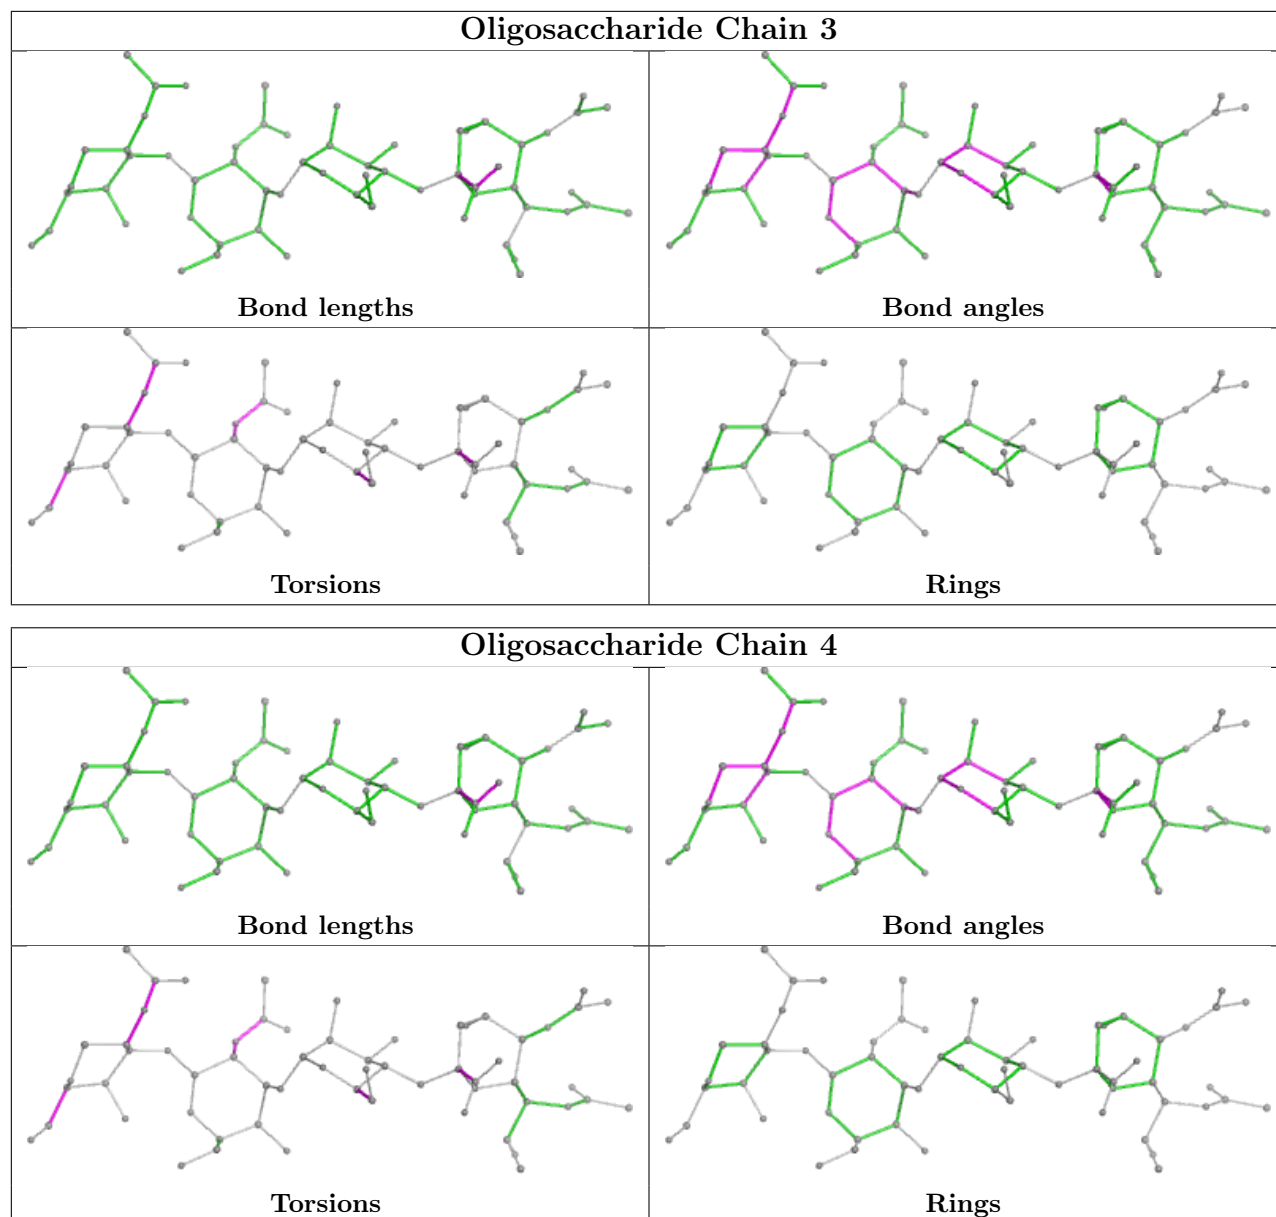 Oligosaccharide Chain 3
Bond lengths
Bond angles
Torsions
Rings
Oligosaccharide Chain 4
Bond lengths
Bond angles
Torsions
Rings